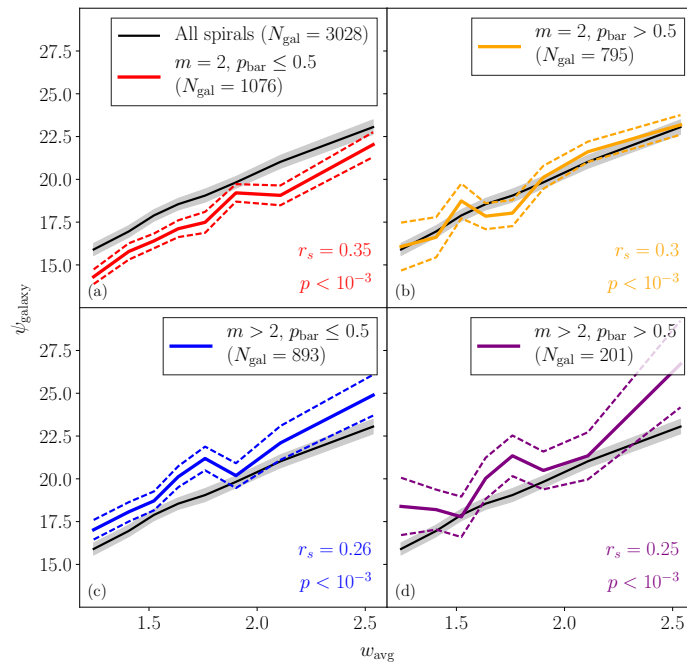 All spirals (N_gal = 3028)
m = 2, p_bar ≤ 0.5
(N_gal = 1076)
m = 2, p_bar > 0.5
(N_gal = 795)
25.0
22.5
20.0
17.5
15.0
r_s = 0.35
p < 10^-3
(a)
r_s = 0.3
p < 10^-3
(b)
ψ_galaxy
m > 2, p_bar ≤ 0.5
(N_gal = 893)
m > 2, p_bar > 0.5
(N_gal = 201)
25.0
22.5
20.0
17.5
15.0
r_s = 0.26
p < 10^-3
(c)
r_s = 0.25
p < 10^-3
(d)
1.5 2.0 2.5 1.5 2.0 2.5
w_avg